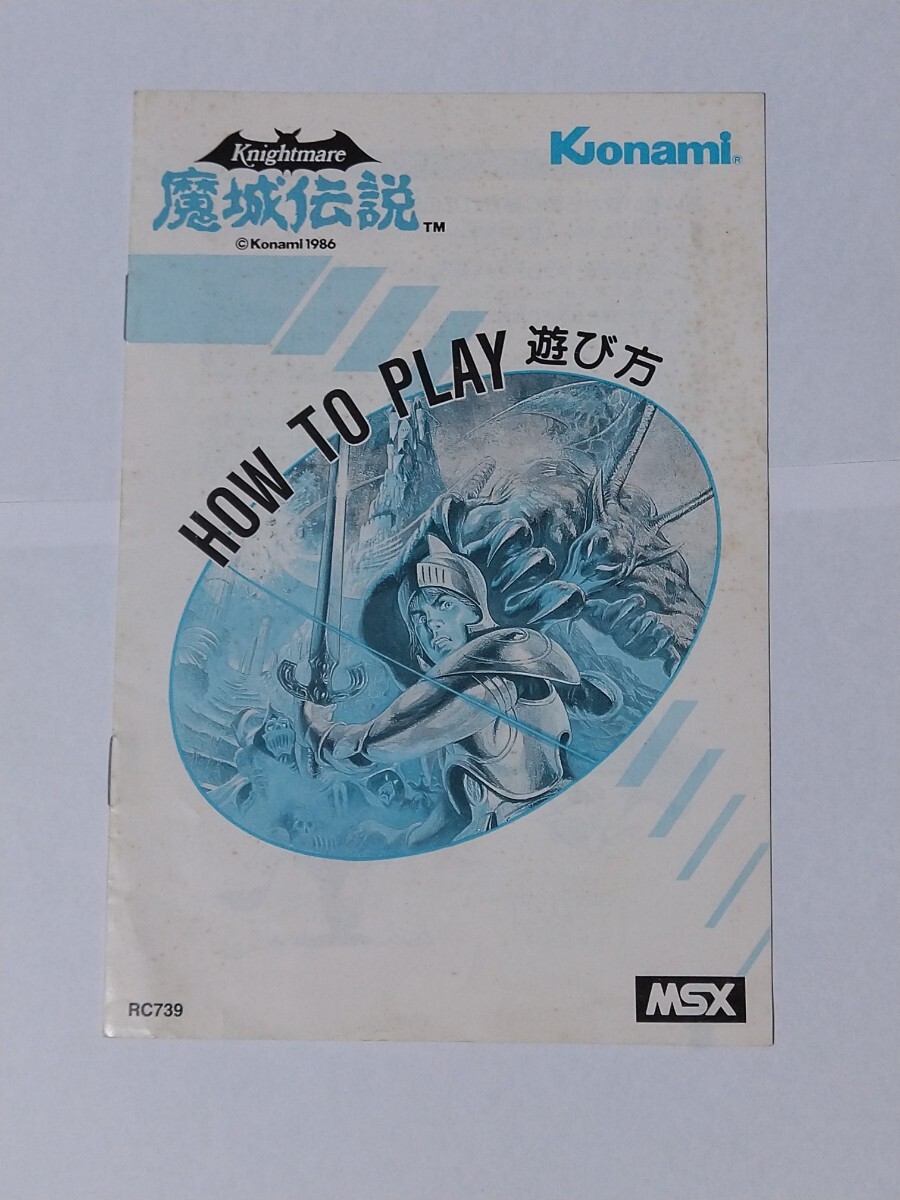 Knightmare
魔城伝説™
©Konami 1986
Konami®
HOW TO PLAY 遊び方
RC739
MSX